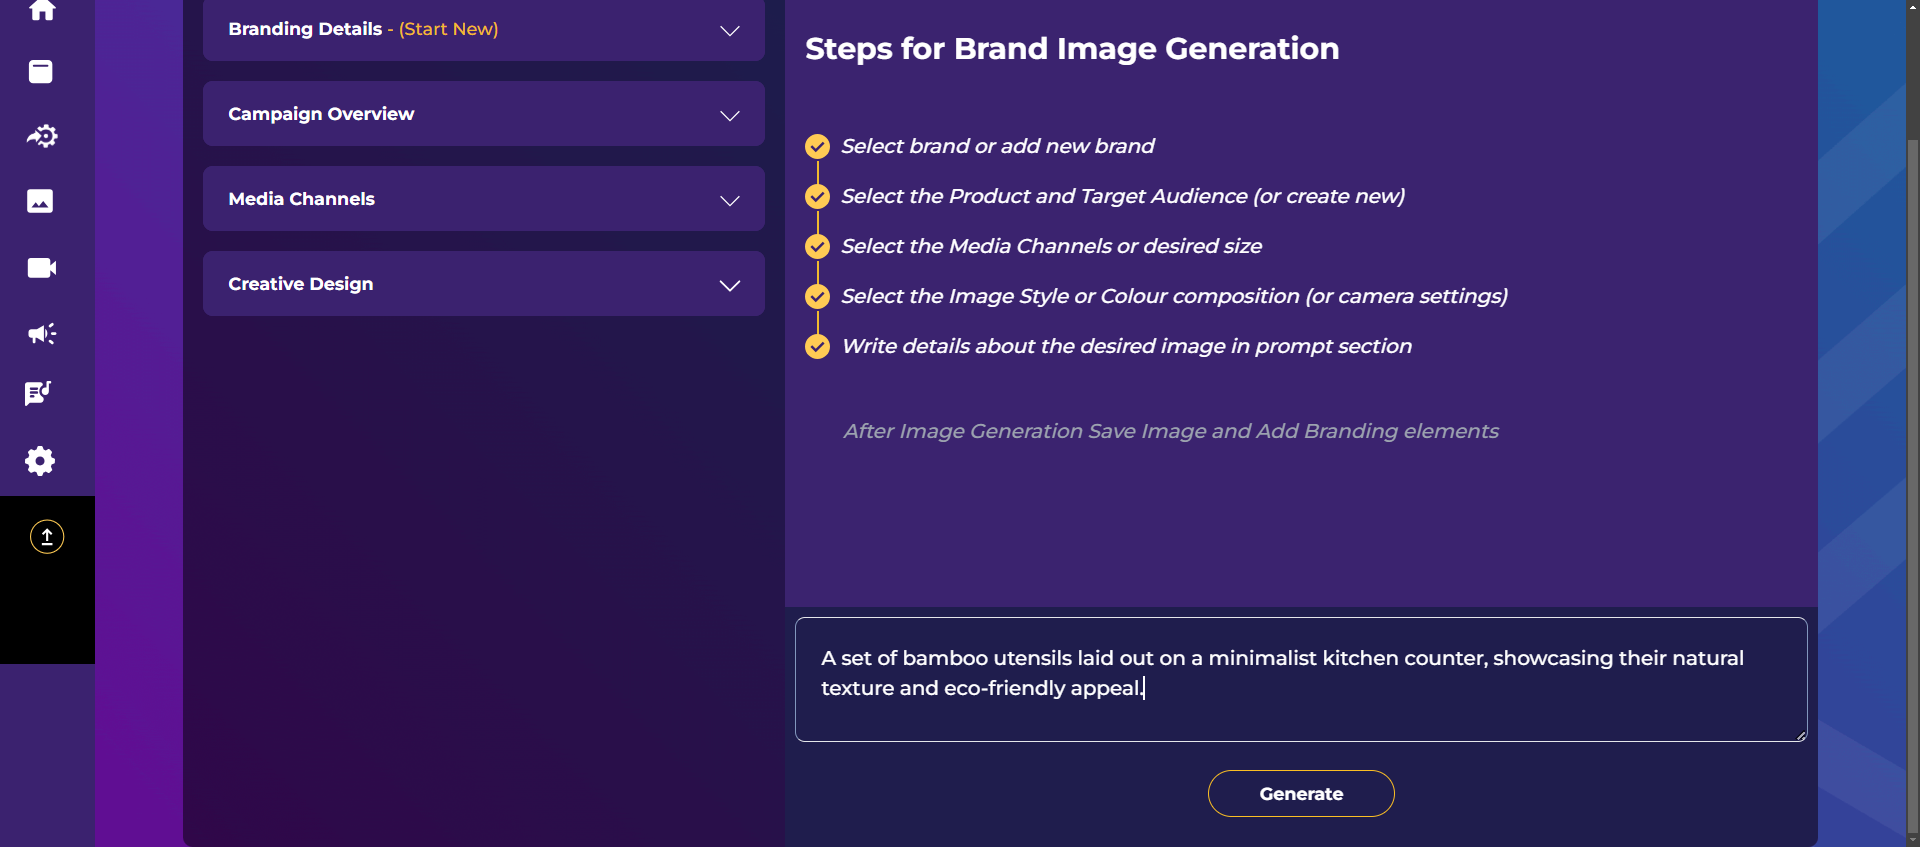 Branding Details - (Start New)
Campaign Overview
Media Channels
Creative Design
Steps for Brand Image Generation
Select brand or add new brand
Select the Product and Target Audience (or create new)
Select the Media Channels or desired size
Select the Image Style or Colour composition (or camera settings)
Write details about the desired image in prompt section
After Image Generation Save Image and Add Branding elements
A set of bamboo utensils laid out on a minimalist kitchen counter, showcasing their natural
texture and eco-friendly appeal.
Generate